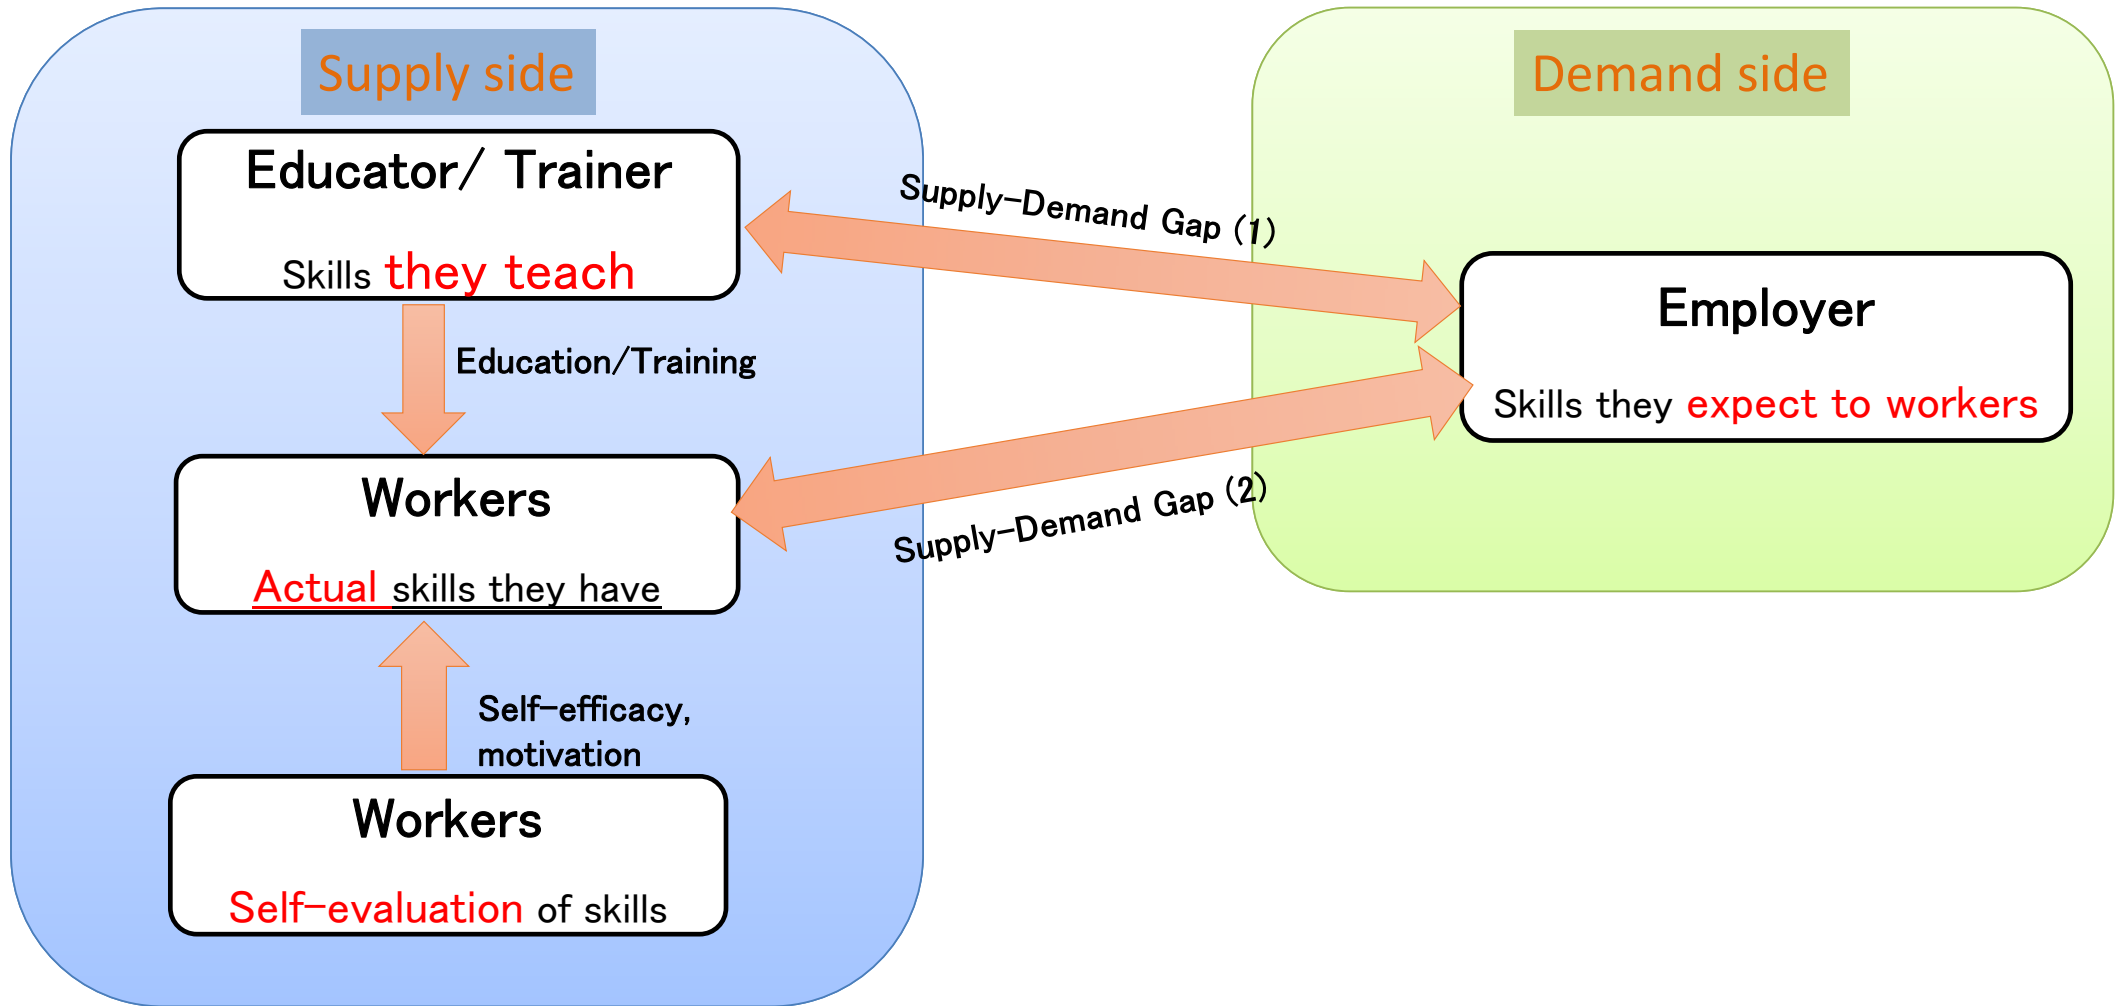 Supply side
Educator/ Trainer
Skills they teach
Education/Training
Workers
Actual skills they have
Self-efficacy,
motivation
Workers
Self-evaluation of skills
Supply-Demand Gap (1)
Supply-Demand Gap (2)
Demand side
Employer
Skills they expect to workers